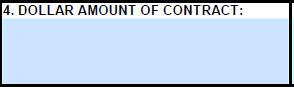 4. DOLLAR AMOUNT OF CONTRACT: